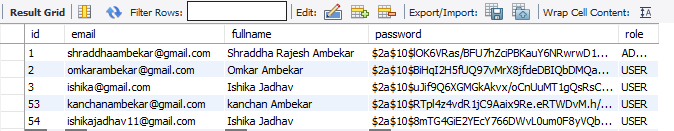 Result Grid Filter Rows: Edit: Export/Import: Wrap Cell Content: IA
id email fullname password role
1 shraddhaambekar@gmail.com Shraddha Rajesh Ambekar $2a$10$lOK6VRas/BFU7hZciPBKauY6NRwrwD1... AD...
2 omkarambekar@gmail.com Omkar Ambekar $2a$10$BiHqI2H5fUQ97vMrX8jfdeDBIQbDMQa... USER
3 ishika@gmail.com Ishika Jadhav $2a$10$uJif9Q6XGMGkAkvx/oCnUuMT1gQsRsC... USER
53 kanchanambekar@gmail.com kanchan Ambekar $2a$10$RTpl4z4vdR1jC9Aaix9Re.eRTWDvM.h/... USER
54 ishikajadhav11@gmail.com Ishika Jadhav $2a$10$8mTG4GiE2YEcY766DWvL0um0F8yVQb... USER